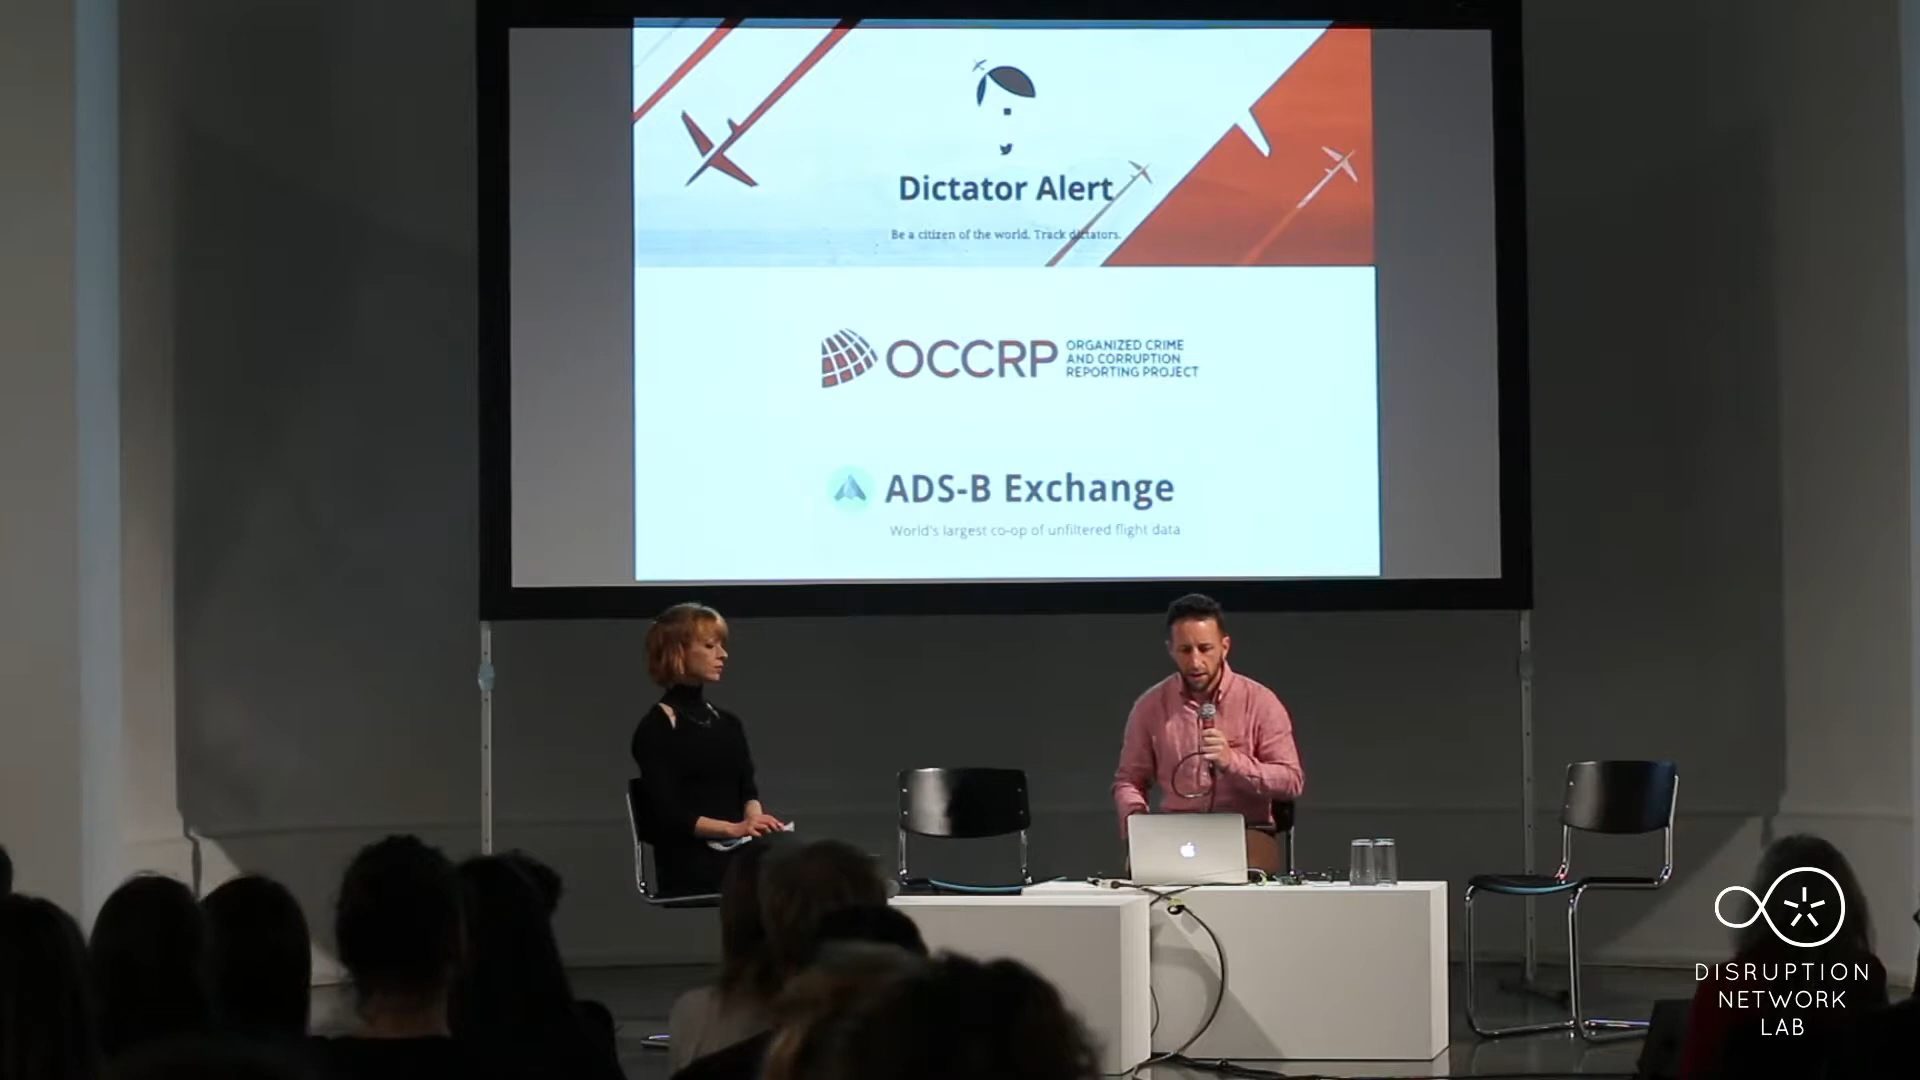 Dictator Alert
Be a citizen of the world. Track dictators.
OCCRP
ORGANIZED CRIME
AND CORRUPTION
REPORTING PROJECT
ADS-B Exchange
World's largest co-op of unfiltered flight data
DISRUPTION
NETWORK
LAB